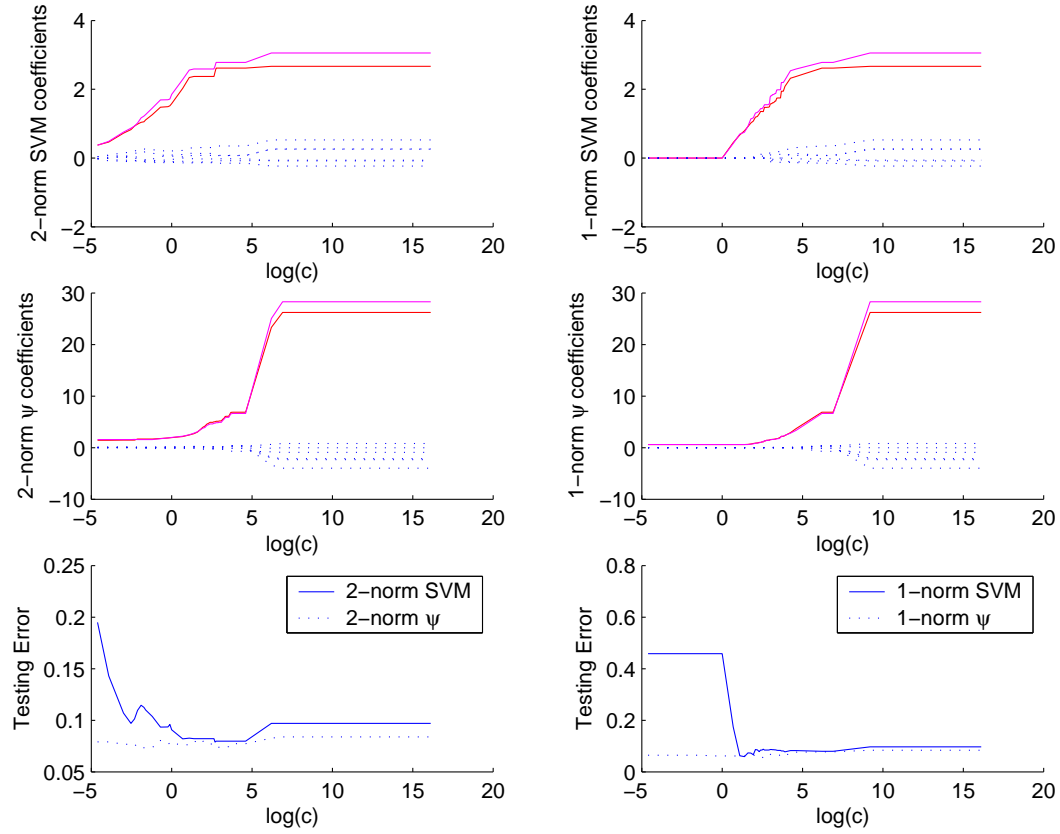 4
2
0
−2
−5 0 5 10 15 20
log(c)
2−norm SVM coefficients
4
2
0
−2
−5 0 5 10 15 20
log(c)
1−norm SVM coefficients
30
20
10
0
−10
−5 0 5 10 15 20
log(c)
2−norm ψ coefficients
30
20
10
0
−10
−5 0 5 10 15 20
log(c)
1−norm ψ coefficients
0.25
0.2
0.15
0.1
0.05
−5 0 5 10 15 20
log(c)
Testing Error
2−norm SVM
2−norm ψ
0.8
0.6
0.4
0.2
0
−5 0 5 10 15 20
log(c)
Testing Error
1−norm SVM
1−norm ψ